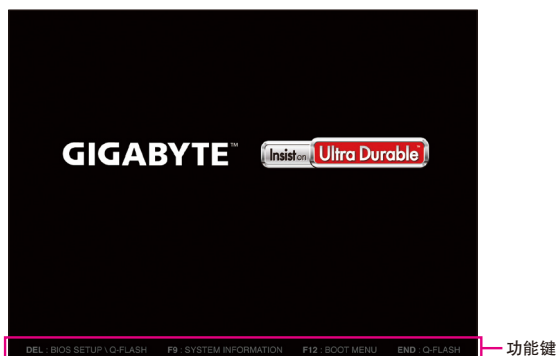 GIGABYTE™ Insist on Ultra Durable™
DEL : BIOS SETUP \ Q-FLASH F9 : SYSTEM INFORMATION F12 : BOOT MENU END : Q-FLASH
功能键